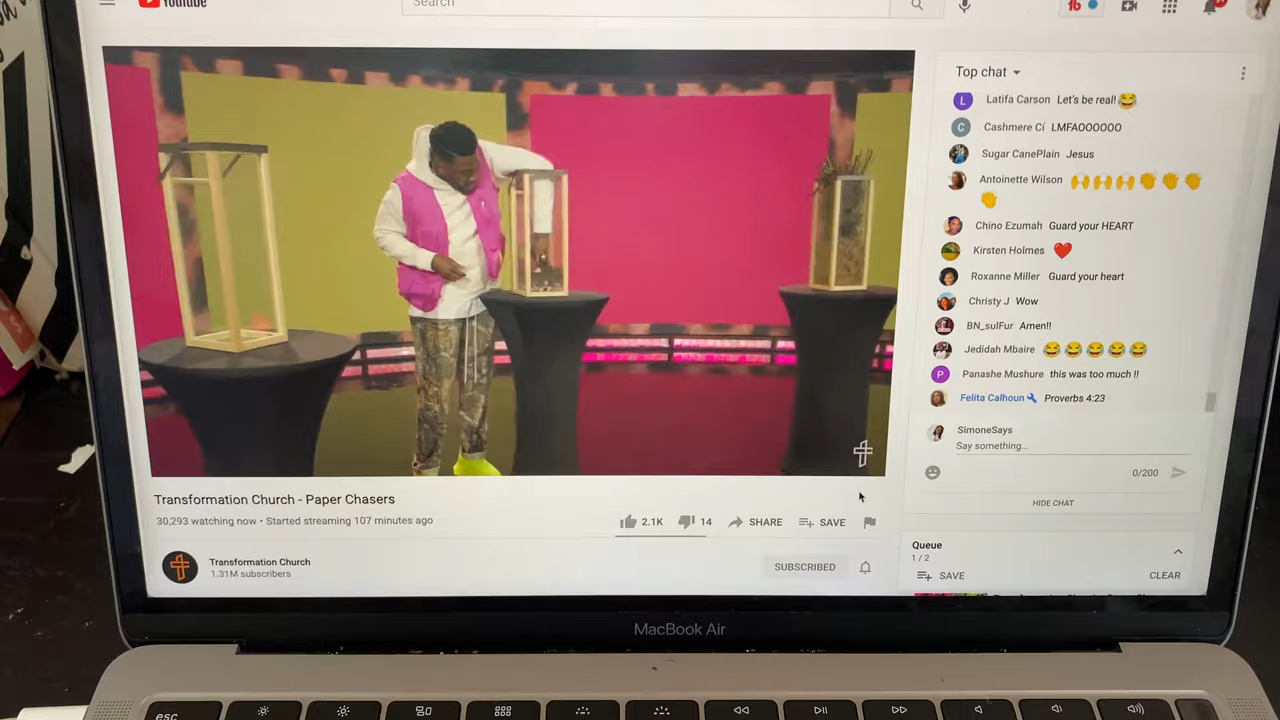 YouTube
Search
Top chat
L Latifa Carson Let's be real! 😂
C Cashmere Cí LMFAOOOOOO
Sugar CanePlain Jesus
Antoinette Wilson 🙌🙌🙌👏👏👏
👏
Chino Ezumah Guard your HEART
Kirsten Holmes ❤️
Roxanne Miller Guard your heart
Christy J Wow
BN_sulFur Amen!!
Jedidah Mbaire 😂😂😂😂😂
P Panashe Mushure this was too much !!
Felita Calhoun Proverbs 4:23
SimoneSays
Say something...
0/200
HIDE CHAT
Transformation Church - Paper Chasers
30,293 watching now • Started streaming 107 minutes ago
2.1K 14 SHARE SAVE
Transformation Church
1.31M subscribers
SUBSCRIBED
Queue
1 / 2
SAVE CLEAR
MacBook Air
esc